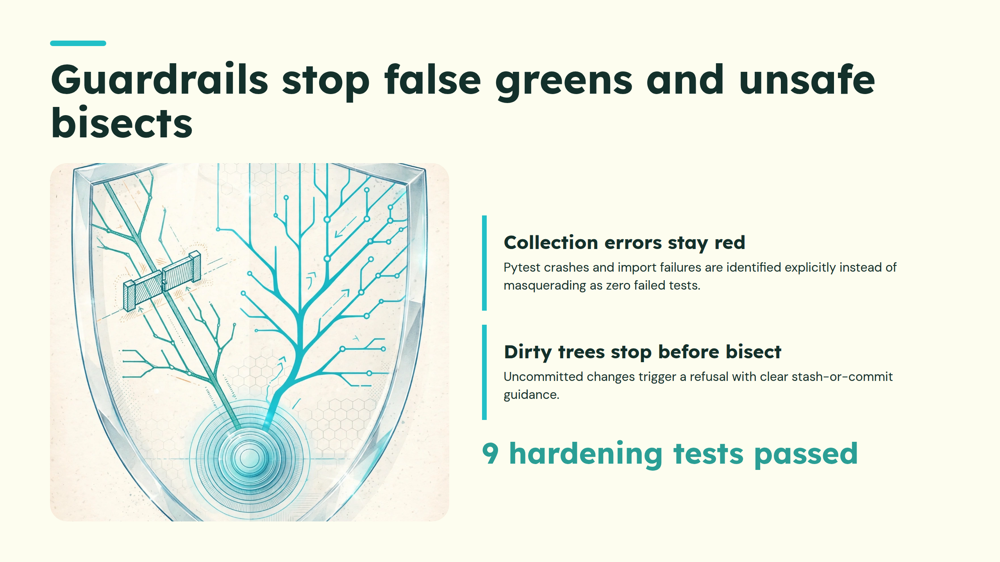 Guardrails stop false greens and unsafe
bisects
Collection errors stay red
Pytest crashes and import failures are identified explicitly instead of
masquerading as zero failed tests.
Dirty trees stop before bisect
Uncommitted changes trigger a refusal with clear stash-or-commit
guidance.
9 hardening tests passed